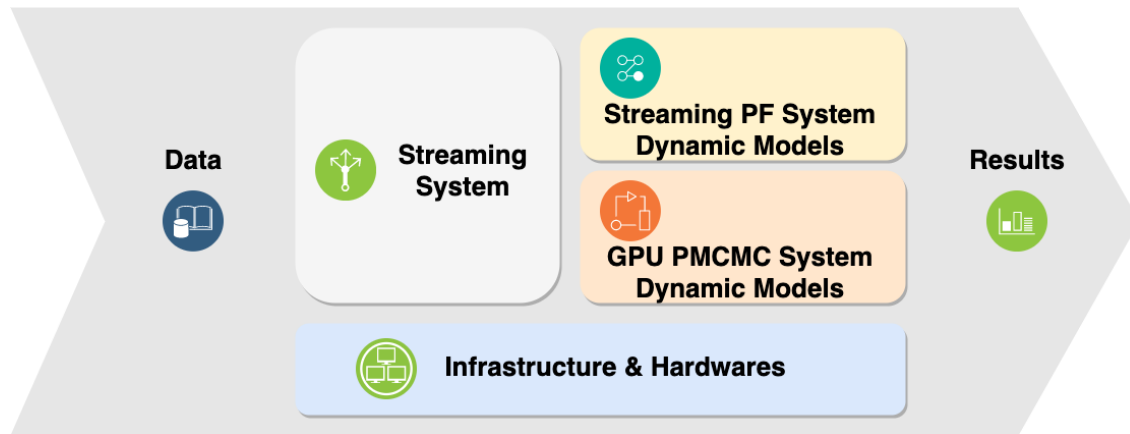 Data
Streaming
System
Streaming PF System
Dynamic Models
GPU PMCMC System
Dynamic Models
Infrastructure & Hardwares
Results